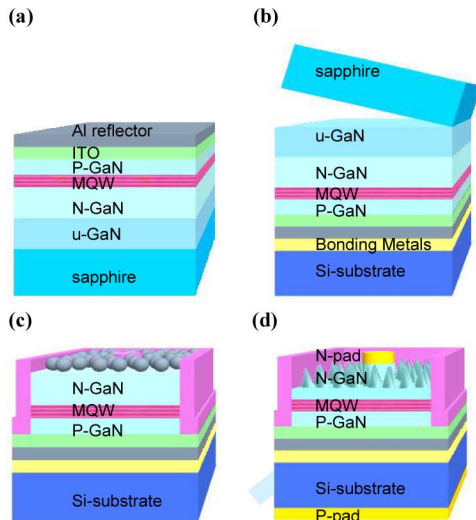 (a)
Al reflector
ITO
P-GaN
MQW
N-GaN
u-GaN
sapphire
(b)
sapphire
u-GaN
N-GaN
MQW
P-GaN
Bonding Metals
Si-substrate
(c)
N-GaN
MQW
P-GaN
Si-substrate
(d)
N-pad
N-GaN
MQW
P-GaN
Si-substrate
P-pad